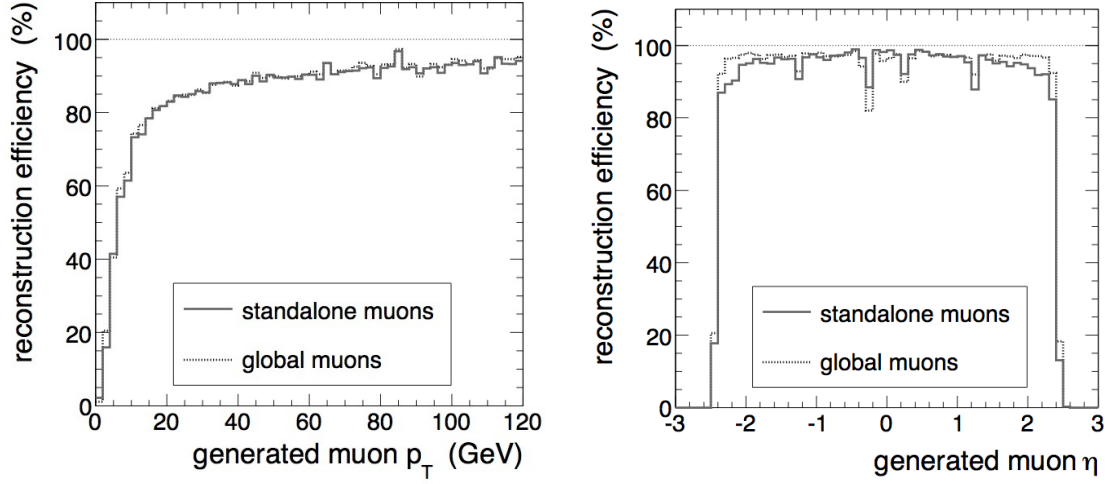 reconstruction efficiency (%)
100
80
60
40
20
0
standalone muons
global muons
0 20 40 60 80 100 120
generated muon p_T (GeV)
reconstruction efficiency (%)
100
80
60
40
20
0
standalone muons
global muons
-3 -2 -1 0 1 2 3
generated muon η